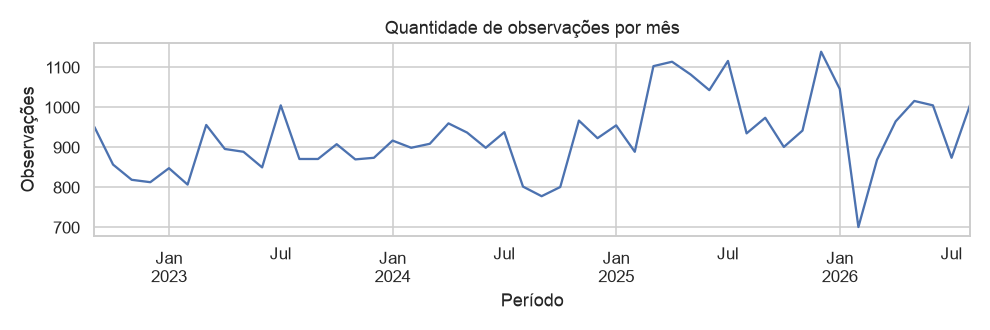 Quantidade de observações por mês
Observações
1100
1000
900
800
700
Jan
2023
Jul
Jan
2024
Jul
Jan
2025
Jul
Jan
2026
Jul
Período